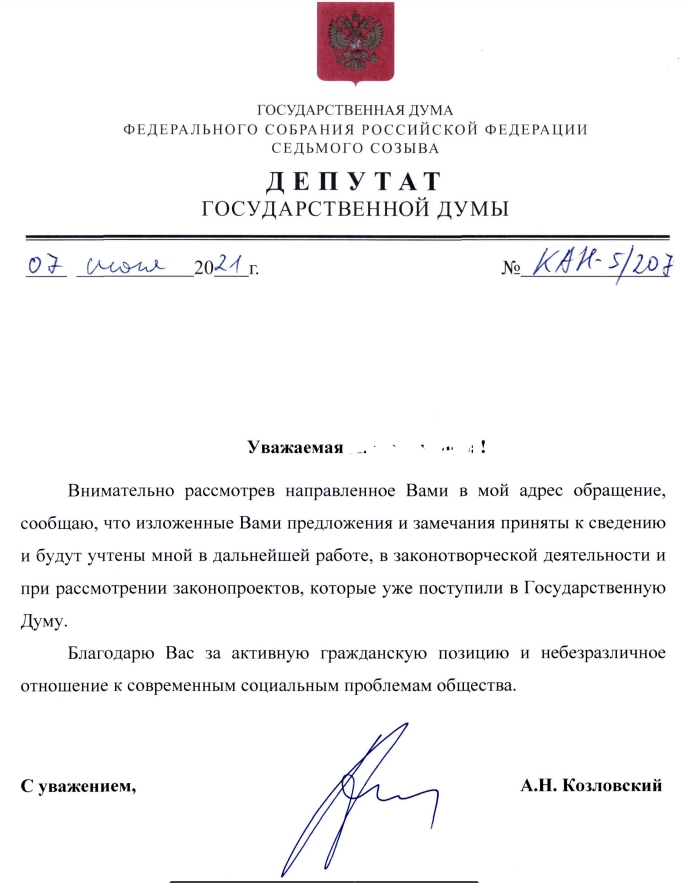 ГОСУДАРСТВЕННАЯ ДУМА
ФЕДЕРАЛЬНОГО СОБРАНИЯ РОССИЙСКОЙ ФЕДЕРАЦИИ
СЕДЬМОГО СОЗЫВА
ДЕПУТАТ
ГОСУДАРСТВЕННОЙ ДУМЫ
07 июля 2021 г. № КАН-5/207
Уважаемая !
Внимательно рассмотрев направленное Вами в мой адрес обращение,
сообщаю, что изложенные Вами предложения и замечания приняты к сведению
и будут учтены мной в дальнейшей работе, в законотворческой деятельности и
при рассмотрении законопроектов, которые уже поступили в Государственную
Думу.
Благодарю Вас за активную гражданскую позицию и небезразличное
отношение к современным социальным проблемам общества.
С уважением, А.Н. Козловский